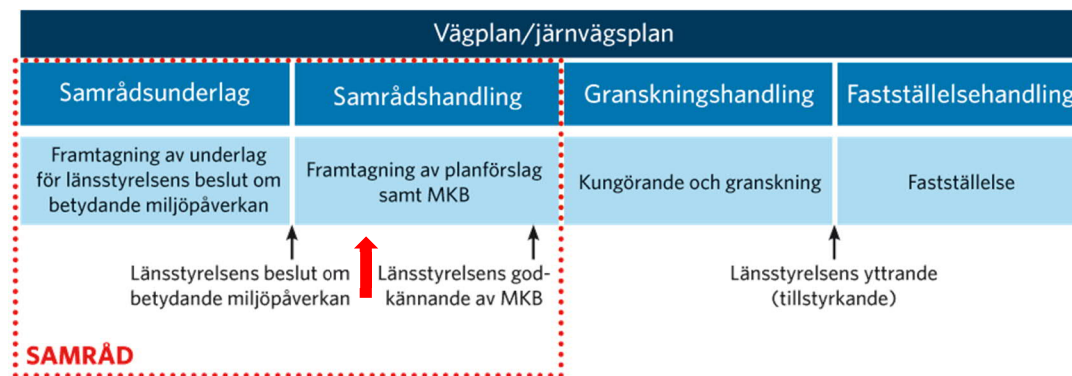 Vägplan/järnvägsplan
Samrådsunderlag
Samrådshandling
Granskningshandling
Fastställelsehandling
Framtagning av underlag
för länsstyrelsens beslut om
betydande miljöpåverkan
Framtagning av planförslag
samt MKB
Kungörande och granskning
Fastställelse
Länsstyrelsens beslut om
betydande miljöpåverkan
Länsstyrelsens god-
kännande av MKB
Länsstyrelsens yttrande
(tillstyrkande)
SAMRÅD